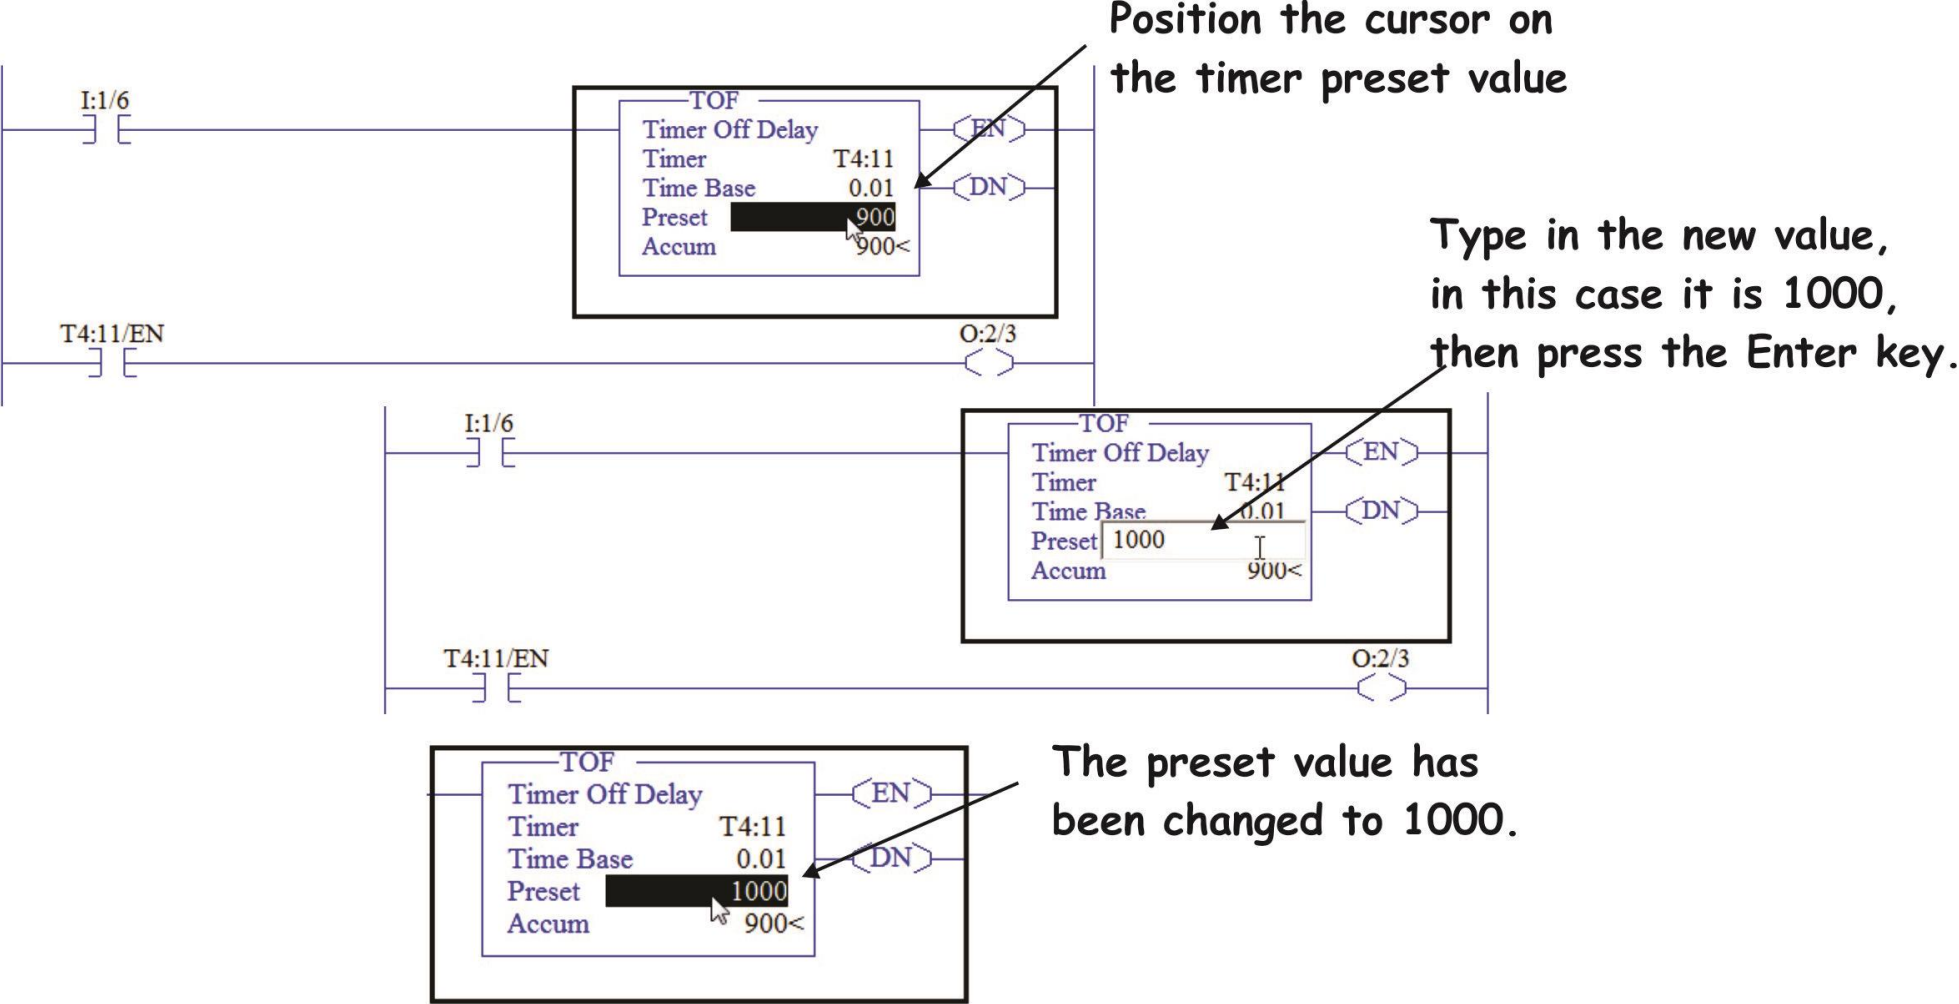 Position the cursor on
the timer preset value
I:1/6
TOF
Timer Off Delay
EN
Timer T4:11
Time Base 0.01
DN
Preset 900
Accum 900<
T4:11/EN
O:2/3
Type in the new value,
in this case it is 1000,
then press the Enter key.
I:1/6
TOF
Timer Off Delay
EN
Timer T4:11
Time Base 0.01
DN
Preset 1000
Accum 900<
T4:11/EN
O:2/3
The preset value has
been changed to 1000.
TOF
Timer Off Delay
EN
Timer T4:11
Time Base 0.01
DN
Preset 1000
Accum 900<